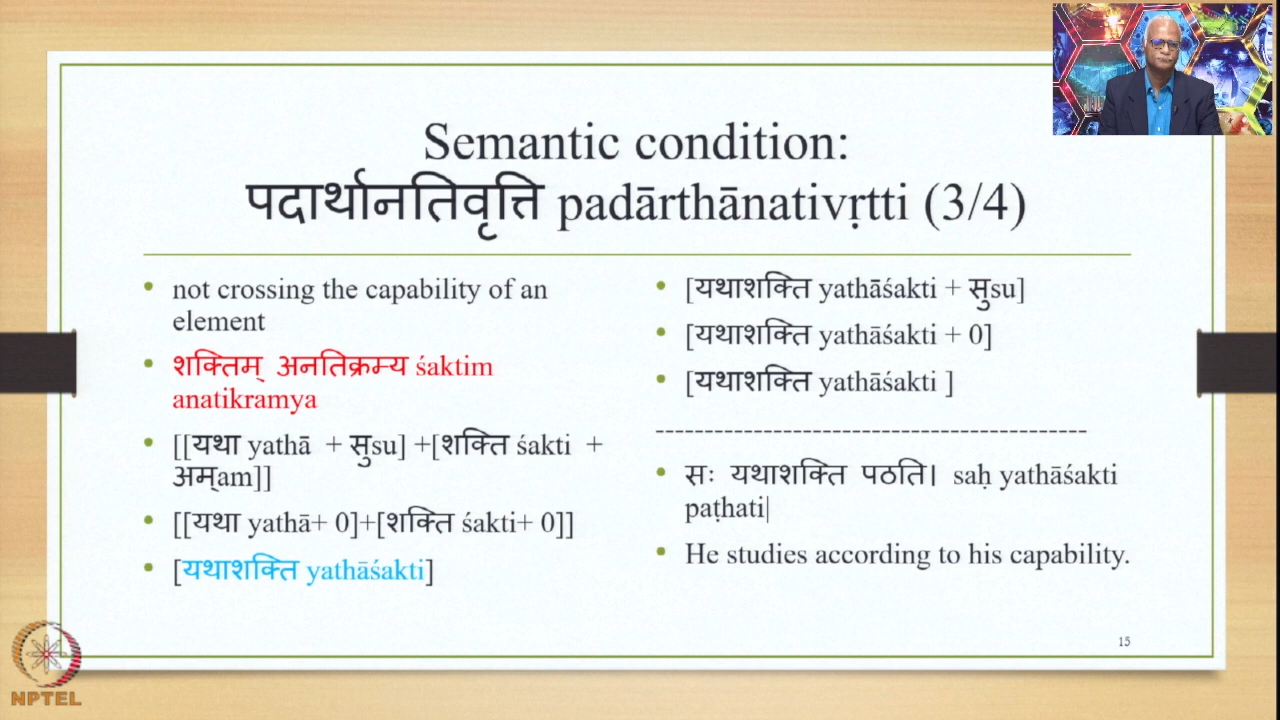 Semantic condition:
पदार्थानतिवृत्ति padārthānativṛtti (3/4)
• not crossing the capability of an
element
• शक्तिम् अनतिक्रम्य śaktim
anatikramya
• [[यथा yathā + सुsu] +[शक्ति śakti +
अम्am]]
• [[यथा yathā+ 0]+[शक्ति śakti+ 0]]
• [यथाशक्ति yathāśakti]
• [यथाशक्ति yathāśakti + सुsu]
• [यथाशक्ति yathāśakti + 0]
• [यथाशक्ति yathāśakti ]
--------------------------------------------
• सः यथाशक्ति पठति। saḥ yathāśakti
paṭhati|
• He studies according to his capability.
15
NPTEL